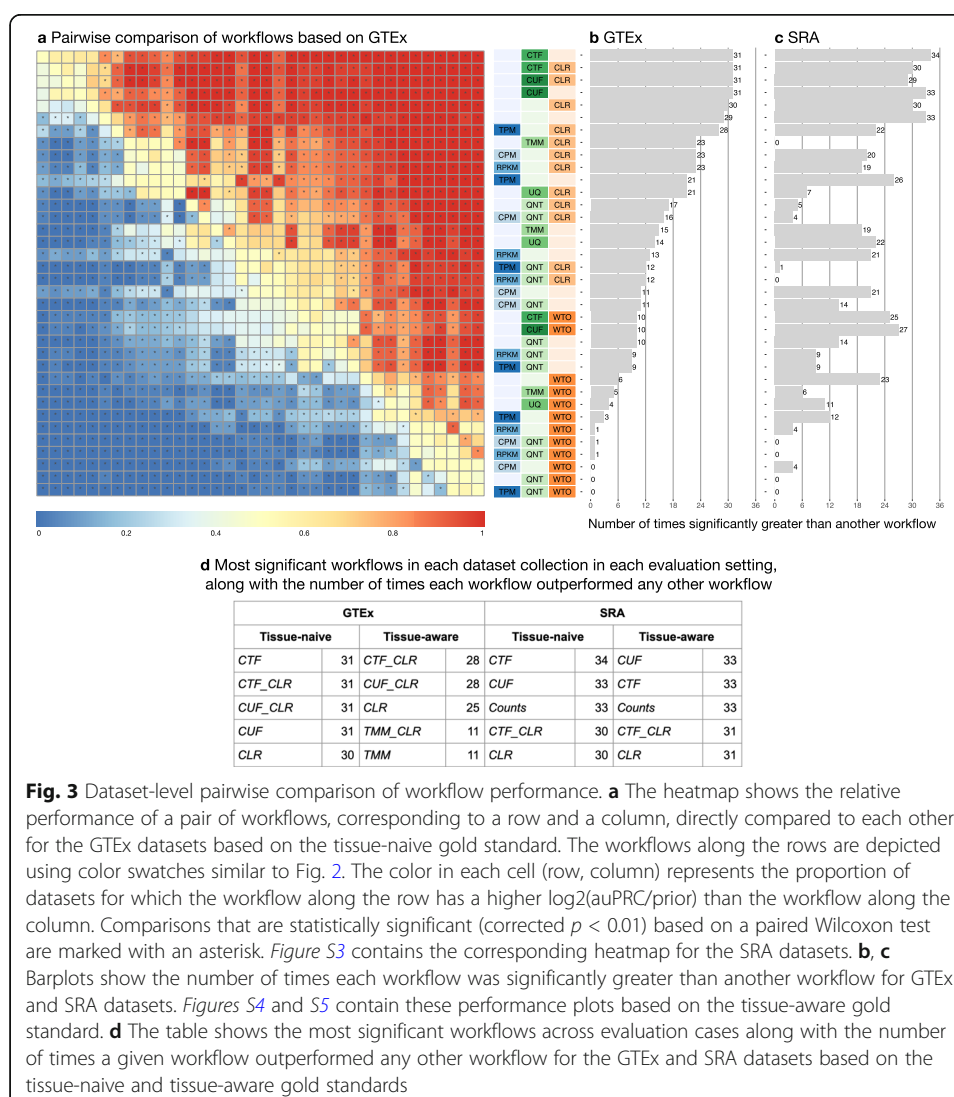 a Pairwise comparison of workflows based on GTEx b GTEx c SRA
CTF 31 34
CTF CLR 31 30
CUF CLR 31 29
CUF 31 33
CLR 30 30
29 33
TPM CLR 28 22
TMM CLR 23 0
CPM CLR 23 20
RPKM CLR 23 19
TPM 21 26
UQ CLR 21 7
QNT CLR 17 5
CPM QNT CLR 16 4
TMM 15 19
UQ 14 22
RPKM 13 21
TPM QNT CLR 12 1
RPKM QNT CLR 12 0
CPM 11 21
CPM QNT 11 14
CTF WTO 10 25
CUF WTO 10 27
QNT 10 14
RPKM QNT 9 9
TPM QNT 9 9
WTO 6 23
TMM WTO 5 6
UQ WTO 4 11
TPM WTO 3 12
RPKM WTO 1 4
CPM QNT WTO 1 0
RPKM QNT WTO 1 0
CPM WTO 0 4
QNT WTO 0 0
TPM QNT WTO 0 0
0 6 12 18 24 30 36 0 6 12 18 24 30 36
Number of times significantly greater than another workflow
0 0.2 0.4 0.6 0.8 1
d Most significant workflows in each dataset collection in each evaluation setting,
along with the number of times each workflow outperformed any other workflow
GTEx SRA
Tissue-naive Tissue-aware Tissue-naive Tissue-aware
CTF 31 CTF_CLR 28 CTF 34 CUF 33
CTF_CLR 31 CUF_CLR 28 CUF 33 CTF 33
CUF_CLR 31 CLR 25 Counts 33 Counts 33
CUF 31 TMM_CLR 11 CTF_CLR 30 CTF_CLR 31
CLR 30 TMM 11 CLR 30 CLR 31
Fig. 3 Dataset-level pairwise comparison of workflow performance. a The heatmap shows the relative
performance of a pair of workflows, corresponding to a row and a column, directly compared to each other
for the GTEx datasets based on the tissue-naive gold standard. The workflows along the rows are depicted
using color swatches similar to Fig. 2. The color in each cell (row, column) represents the proportion of
datasets for which the workflow along the row has a higher log2(auPRC/prior) than the workflow along the
column. Comparisons that are statistically significant (corrected p < 0.01) based on a paired Wilcoxon test
are marked with an asterisk. Figure S3 contains the corresponding heatmap for the SRA datasets. b, c
Barplots show the number of times each workflow was significantly greater than another workflow for GTEx
and SRA datasets. Figures S4 and S5 contain these performance plots based on the tissue-aware gold
standard. d The table shows the most significant workflows across evaluation cases along with the number
of times a given workflow outperformed any other workflow for the GTEx and SRA datasets based on the
tissue-naive and tissue-aware gold standards